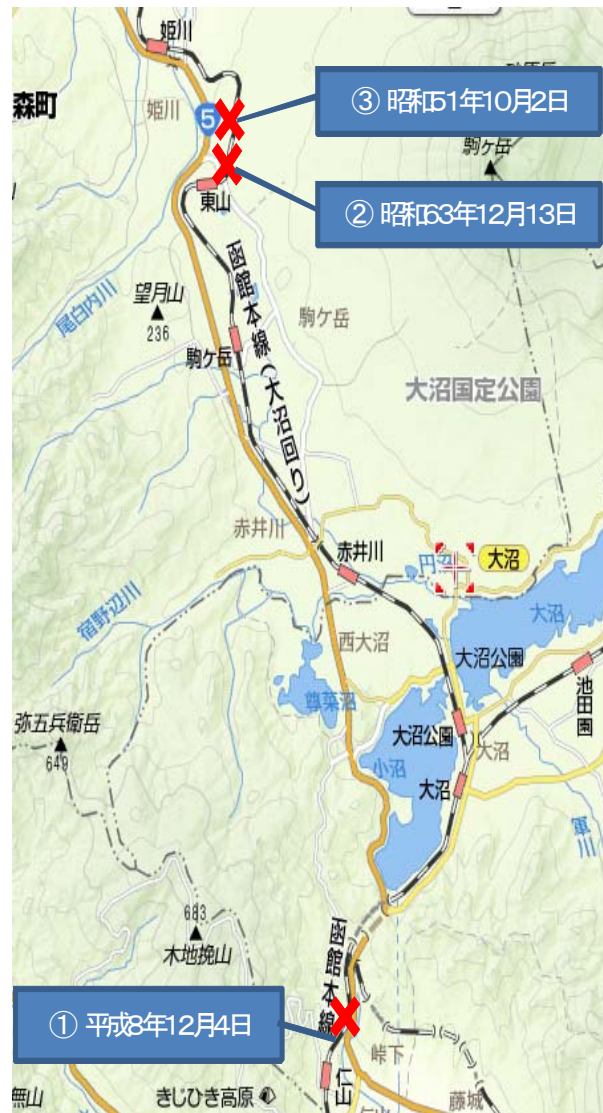 姫川
③ 昭和51年10月2日
森町
姫川
5
駒ヶ岳
東山
② 昭和63年12月13日
尾白内川
望月山
236
函館本線(大沼回り)
駒ケ岳
駒ケ岳
大沼国定公園
赤井川
赤井川
円沼
大沼
宿野辺川
大沼
西大沼
大沼公園
池田園
蓴菜沼
弥五兵衛岳
649
大沼公園
大沼
小沼
大沼
軍川
683
木地挽山
函館本線
① 平成8年12月4日
峠下
仁山
無山
きじひき高原
藤城